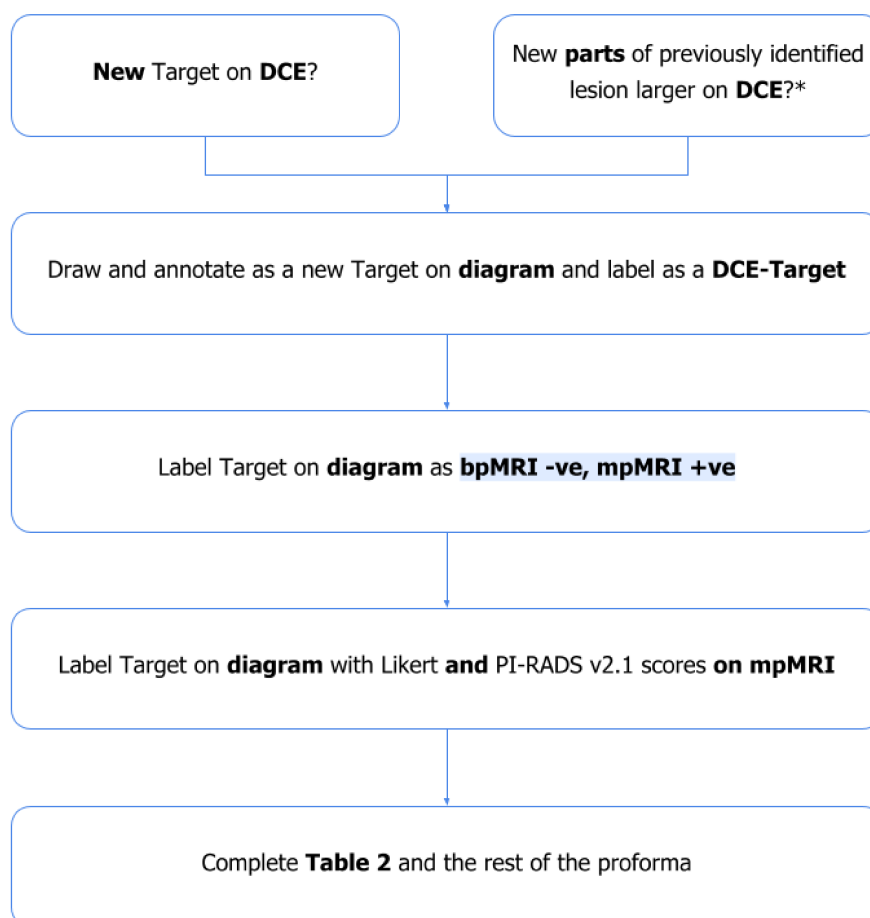 New Target on DCE?
New parts of previously identified
lesion larger on DCE?*
Draw and annotate as a new Target on diagram and label as a DCE-Target
Label Target on diagram as bpMRI -ve, mpMRI +ve
Label Target on diagram with Likert and PI-RADS v2.1 scores on mpMRI
Complete Table 2 and the rest of the proforma